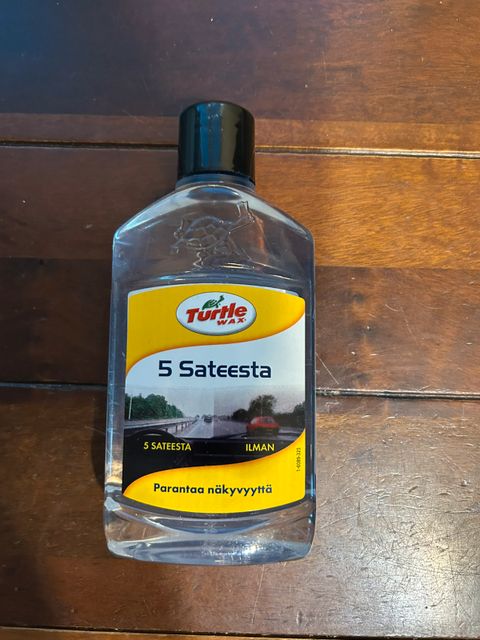 Turtle
WAX
5 Sateesta
5 SATEESTA ILMAN
Parantaa näkyvyyttä